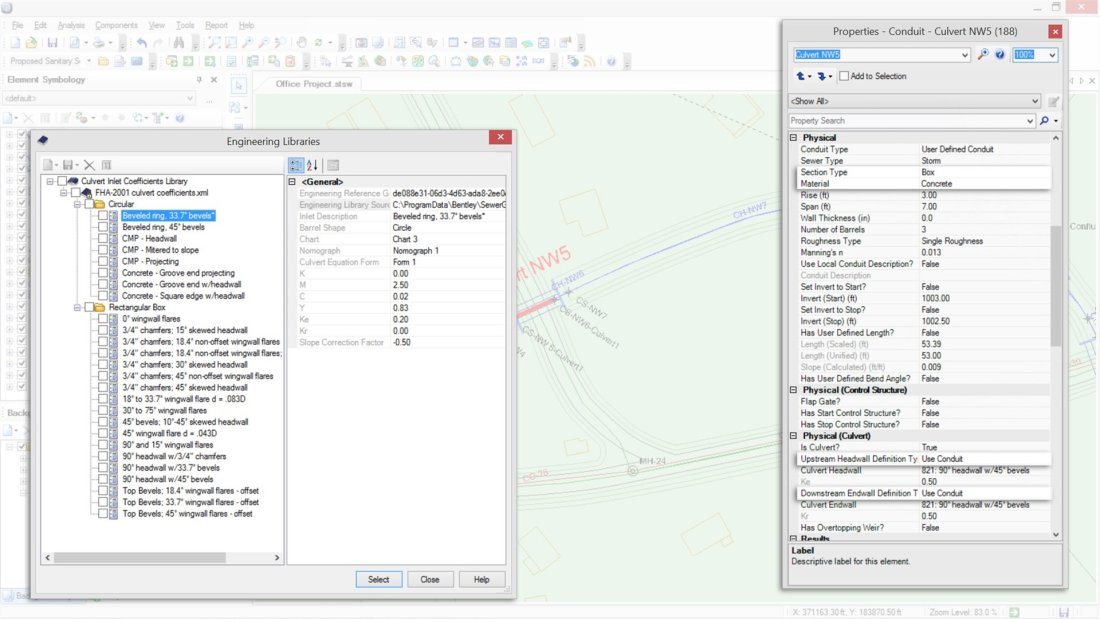 File Edit Analysis Components View Tools Report Help
Proposed Sanitary S
Element Symbology
<default>
Office Project.stsw
Engineering Libraries
Culvert Inlet Coefficients Library
FHA-2001 culvert coefficients.xml
Circular
Beveled ring, 33.7° bevels*
Beveled ring, 45° bevels
CMP - Headwall
CMP - Mitered to slope
CMP - Projecting
Concrete - Groove end projecting
Concrete - Groove end w/headwall
Concrete - Square edge w/headwall
Rectangular Box
0° wingwall flares
3/4" chamfers; 15° skewed headwall
3/4" chamfers; 18.4° non-offset wingwall flares
3/4" chamfers; 18.4° non-offset wingwall flares;
3/4" chamfers; 30° skewed headwall
3/4" chamfers; 45° non-offset wingwall flares
3/4" chamfers; 45° skewed headwall
18° to 33.7° wingwall flare d = .083D
30° to 75° wingwall flares
45° bevels; 10°-45° skewed headwall
45° wingwall flare d = .043D
90° and 15° wingwall flares
90° headwall w/3/4" chamfers
90° headwall w/33.7° bevels
90° headwall w/45° bevels
Top Bevels; 18.4° wingwall flares - offset
Top Bevels; 33.7° wingwall flares - offset
Top Bevels; 45° wingwall flares - offset
<General>
Engineering Reference G de088e31-06d3-4d63-ada8-2ee0
Engineering Library Sourc C:\ProgramData\Bentley\SewerG
Inlet Description Beveled ring, 33.7° bevels*
Barrel Shape Circle
Chart Chart 3
Nomograph Nomograph 1
Culvert Equation Form Form 1
K 0.00
M 2.50
C 0.02
Y 0.83
Ke 0.20
Kr 0.00
Slope Correction Factor -0.50
Select Close Help
rt NW5
CH-NW6
CH-NW7
CS-NW7
CS-NW6-Culvert1
MH-24
CO-39
Properties - Conduit - Culvert NW5 (188)
Culvert NW5 100%
Add to Selection
<Show All>
Property Search
Physical
Conduit Type User Defined Conduit
Sewer Type Storm
Section Type Box
Material Concrete
Rise (ft) 3.00
Span (ft) 7.00
Wall Thickness (in) 0.0
Number of Barrels 3
Roughness Type Single Roughness
Manning's n 0.013
Use Local Conduit Description? False
Conduit Description
Set Invert to Start? False
Invert (Start) (ft) 1003.00
Set Invert to Stop? False
Invert (Stop) (ft) 1002.50
Has User Defined Length? False
Length (Scaled) (ft) 53.39
Length (Unified) (ft) 53.00
Slope (Calculated) (ft/ft) 0.009
Has User Defined Bend Angle? False
Physical (Control Structure)
Flap Gate? False
Has Start Control Structure? False
Has Stop Control Structure? False
Physical (Culvert)
Is Culvert? True
Upstream Headwall Definition Ty Use Conduit
Culvert Headwall 821: 90° headwall w/45° bevels
Ke 0.50
Downstream Endwall Definition T Use Conduit
Culvert Endwall 821: 90° headwall w/45° bevels
Kr 0.50
Has Overtopping Weir? False
Results
Label
Descriptive label for this element.
X: 371163.30 ft, Y: 183870.50 ft Zoom Level: 83.0 %